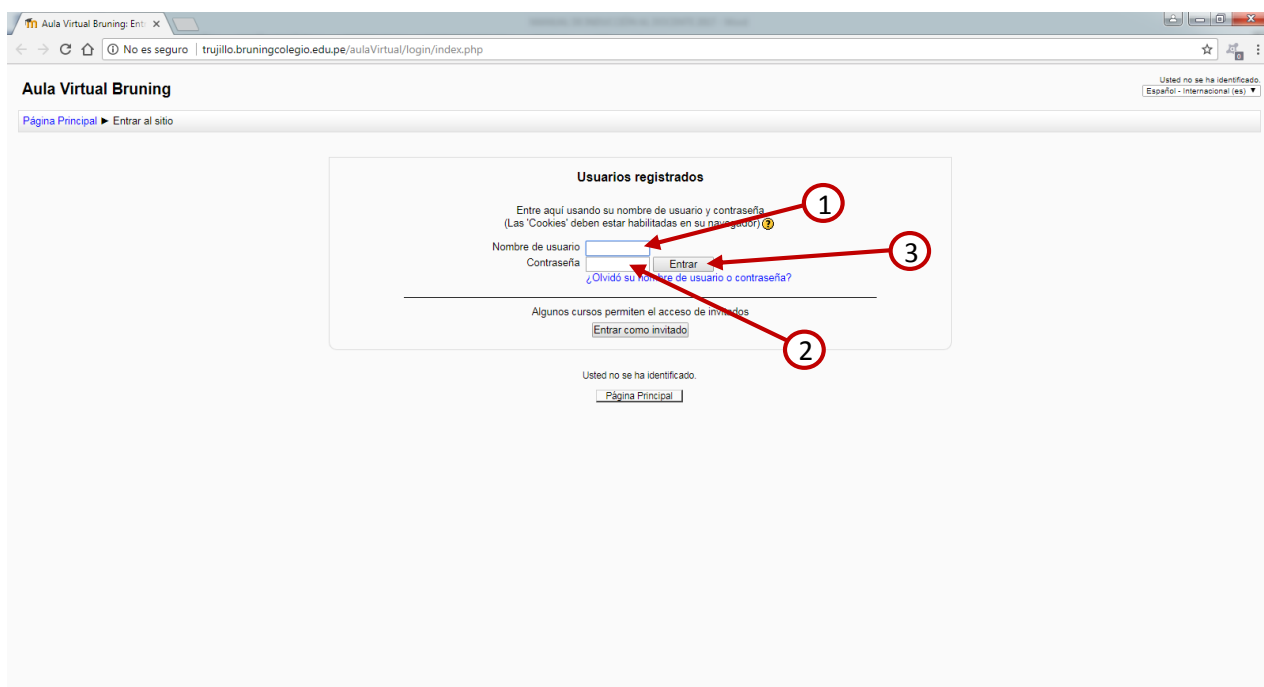 Aula Virtual Bruning: Ent
No es seguro | trujillo.bruningcolegio.edu.pe/aulaVirtual/login/index.php
Aula Virtual Bruning
Usted no se ha identificado.
Español - Internacional (es) ▼
Página Principal ► Entrar al sitio
Usuarios registrados
Entre aquí usando su nombre de usuario y contraseña
(Las 'Cookies' deben estar habilitadas en su navegador) ?
1
Nombre de usuario
Contraseña
Entrar
3
¿Olvidó su nombre de usuario o contraseña?
Algunos cursos permiten el acceso de invitados
Entrar como invitado
2
Usted no se ha identificado.
Página Principal